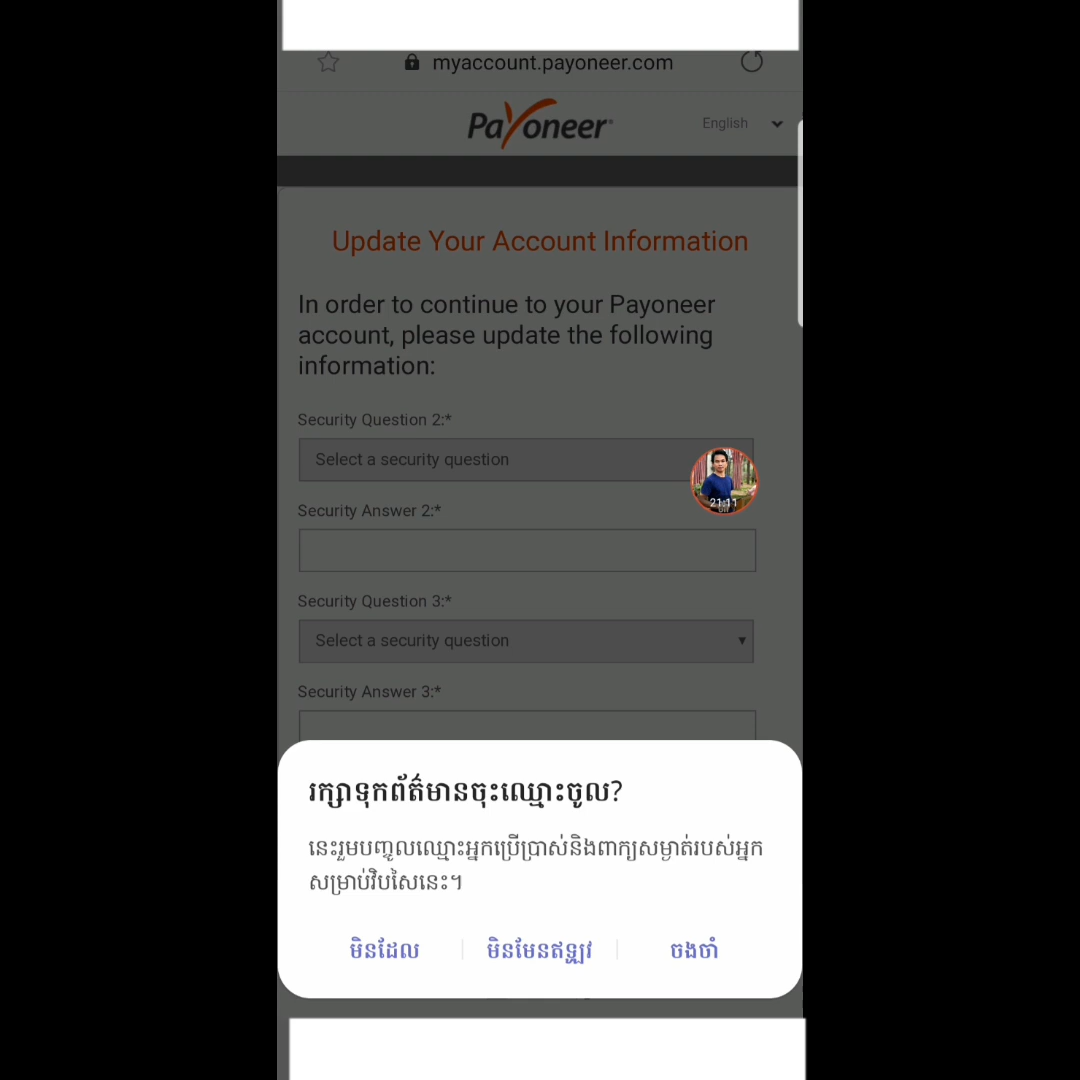 myaccount.payoneer.com
Payoneer
English
Update Your Account Information
In order to continue to your Payoneer
account, please update the following
information:
Security Question 2:*
Select a security question
21:11
Security Answer 2:*
Security Question 3:*
Select a security question
Security Answer 3:*
រក្សាទុកព័ត៌មានចុះឈ្មោះចូល?
នេះរួមបញ្ចូលឈ្មោះអ្នកប្រើប្រាស់និងពាក្យសម្ងាត់របស់អ្នក
សម្រាប់វិបសៃនេះ។
មិនដែល
មិនមែនឥឡូវ
ចងចាំ